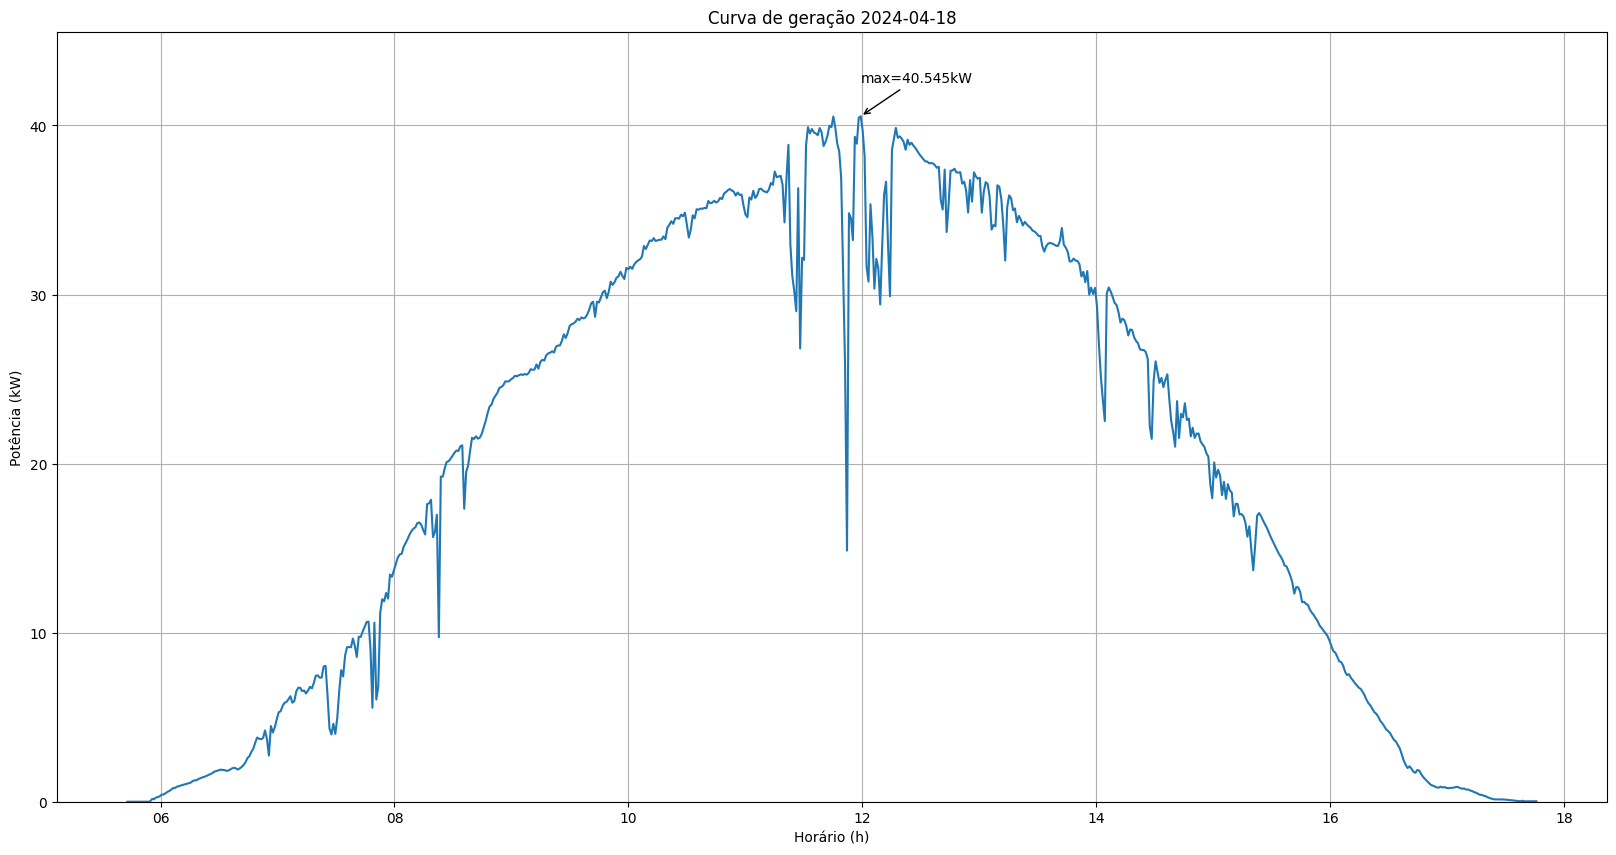 Curva de geração 2024-04-18
max=40.545kW
40
30
20
10
0
Potência (kW)
06 08 10 12 14 16 18
Horário (h)